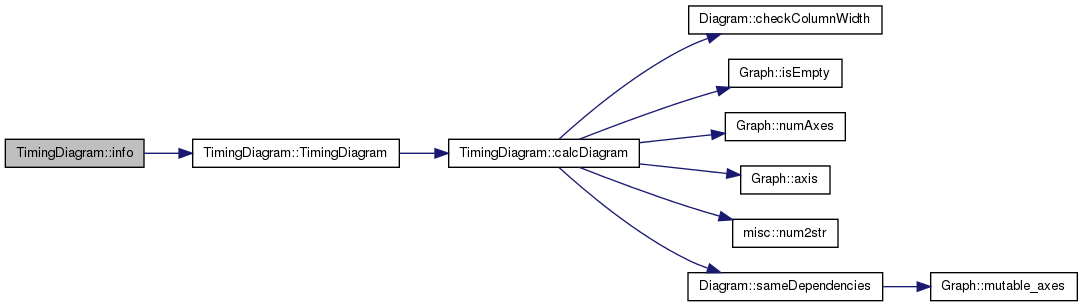 TimingDiagram::info
TimingDiagram::TimingDiagram
TimingDiagram::calcDiagram
Diagram::checkColumnWidth
Graph::isEmpty
Graph::numAxes
Graph::axis
misc::num2str
Diagram::sameDependencies
Graph::mutable_axes